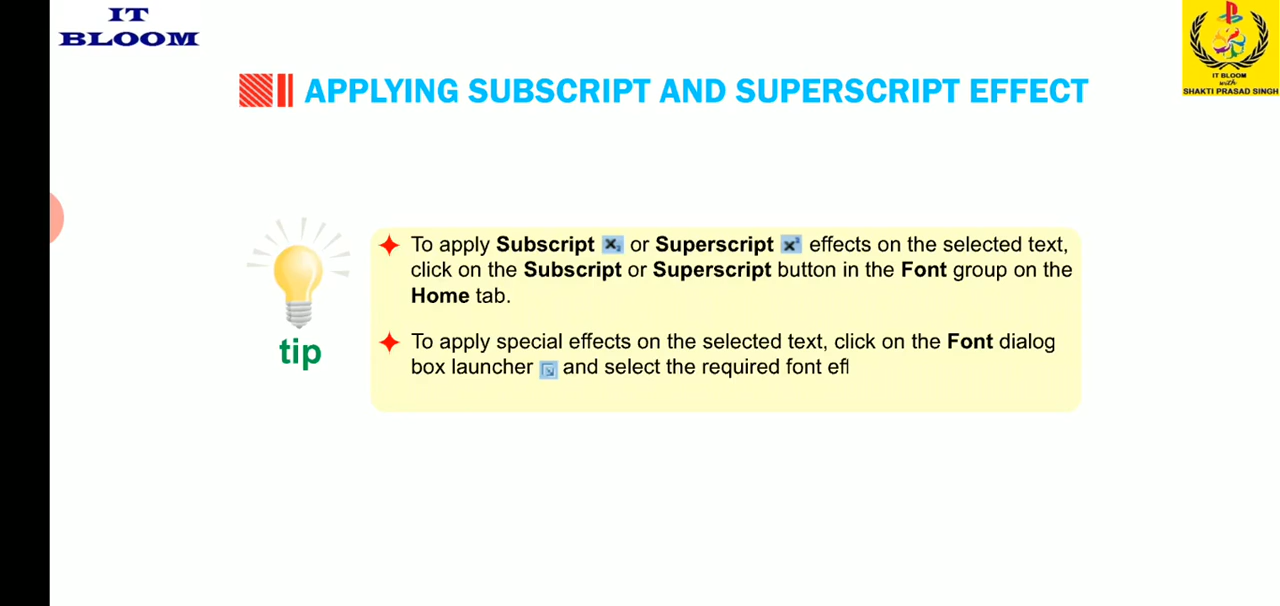 IT
BLOOM
APPLYING SUBSCRIPT AND SUPERSCRIPT EFFECT
IT BLOOM
with
SHAKTI PRASAD SINGH
To apply Subscript x₂ or Superscript x² effects on the selected text,
click on the Subscript or Superscript button in the Font group on the
Home tab.
tip
To apply special effects on the selected text, click on the Font dialog
box launcher and select the required font